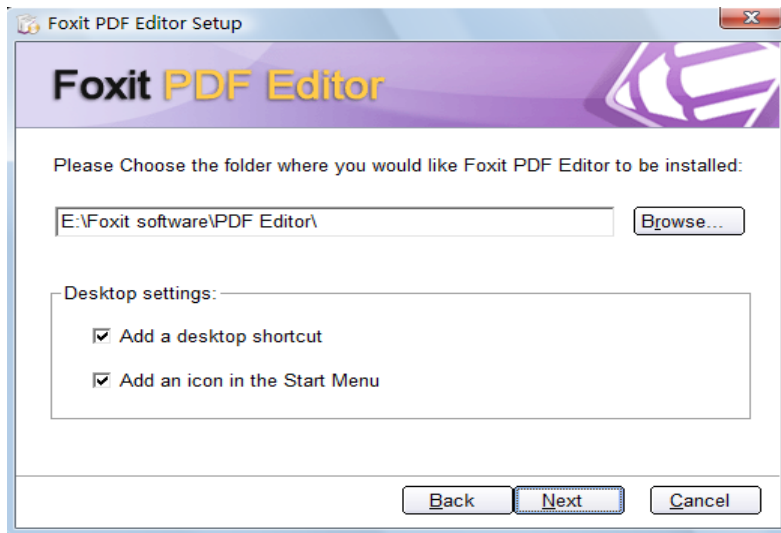 Foxit PDF Editor Setup
Foxit PDF Editor
Please Choose the folder where you would like Foxit PDF Editor to be installed:
E:\Foxit software\PDF Editor\
Browse...
Desktop settings:
Add a desktop shortcut
Add an icon in the Start Menu
Back Next Cancel